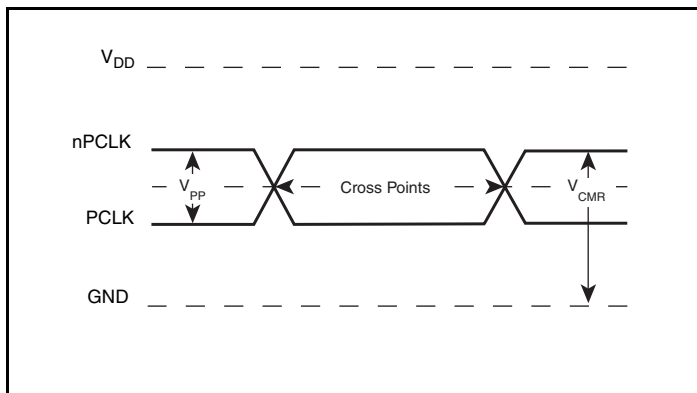 VDD
nPCLK
VPP
Cross Points
VCMR
PCLK
GND